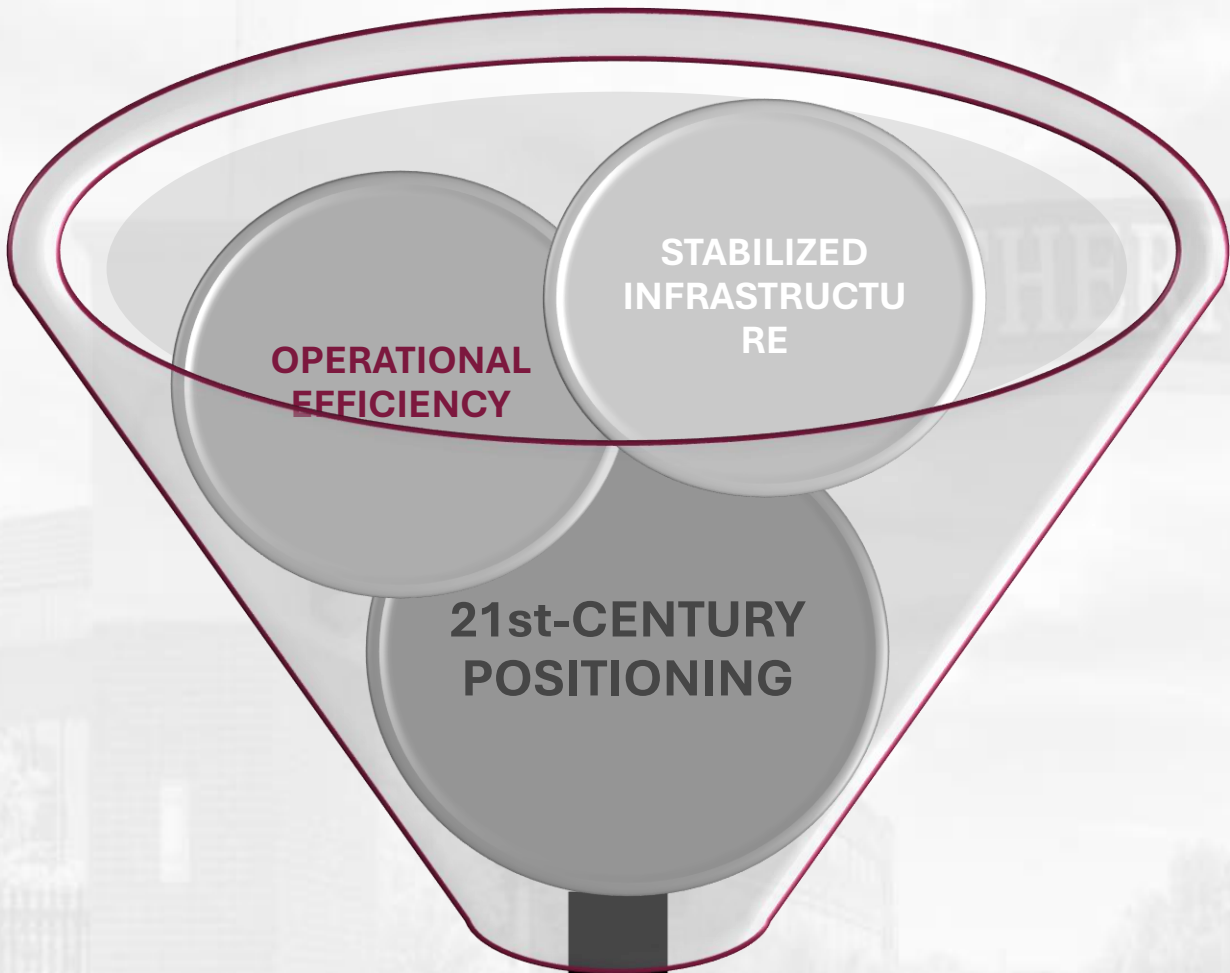 STABILIZED
INFRASTRUCTU
RE
OPERATIONAL
EFFICIENCY
21st-CENTURY
POSITIONING